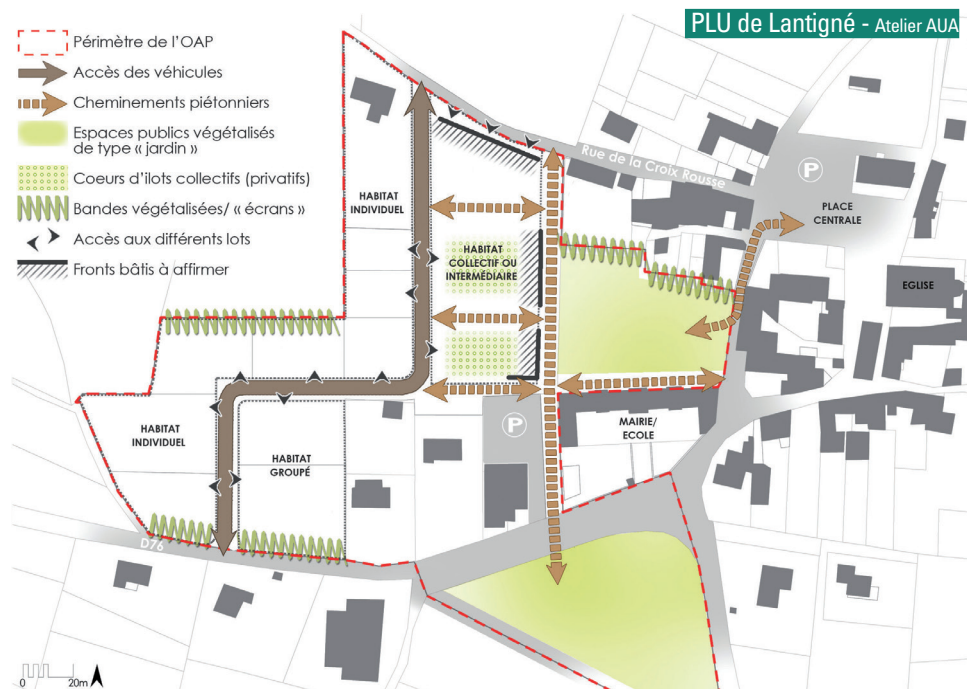 PLU de Lantigné - Atelier AUA
Périmètre de l'OAP
Accès des véhicules
Cheminements piétonniers
Espaces publics végétalisés
de type « jardin »
Coeurs d'ilots collectifs (privatifs)
Bandes végétalisées/ « écrans »
Accès aux différents lots
Fronts bâtis à affirmer
Rue de la Croix Rousse
P
PLACE
CENTRALE
HABITAT
INDIVIDUEL
HABITAT
COLLECTIF OU
INTERMÉDIAIRE
EGLISE
HABITAT
INDIVIDUEL
HABITAT
GROUPÉ
P
MAIRIE/
ECOLE
D76
0 20m